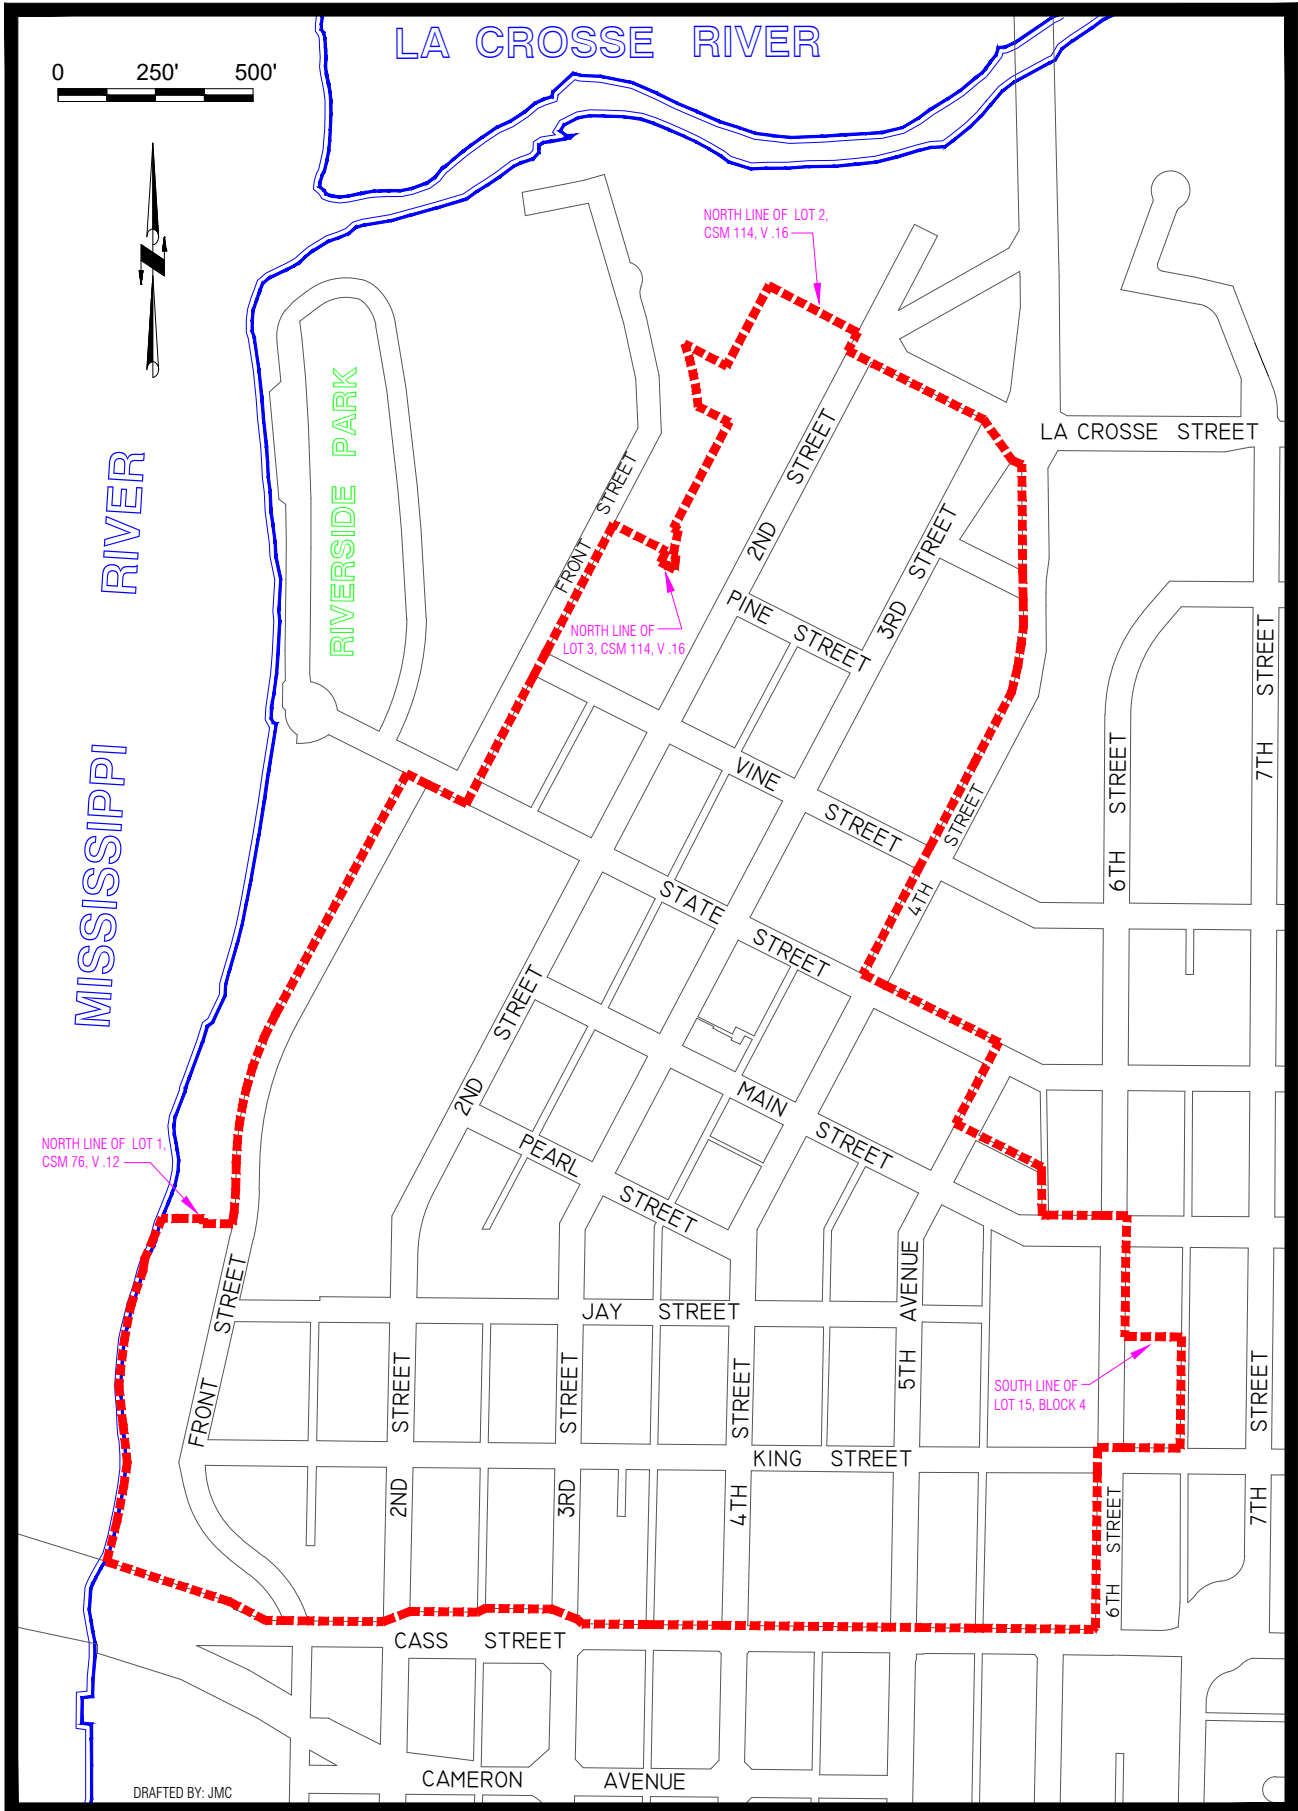 LA CROSSE RIVER
0 250' 500'
NORTH LINE OF LOT 2,
CSM 114, V .16
RIVERSIDE PARK
MISSISSIPPI RIVER
LA CROSSE STREET
FRONT STREET
2ND STREET
3RD STREET
PINE STREET
NORTH LINE OF
LOT 3, CSM 114, V .16
7TH STREET
6TH STREET
VINE STREET
4TH STREET
STATE STREET
2ND STREET
MAIN STREET
PEARL STREET
NORTH LINE OF LOT 1,
CSM 76, V .12
FRONT STREET
JAY STREET
5TH AVENUE
2ND STREET
3RD STREET
4TH STREET
SOUTH LINE OF
LOT 15, BLOCK 4
KING STREET
6TH STREET
7TH STREET
CASS STREET
CAMERON AVENUE
DRAFTED BY: JMC